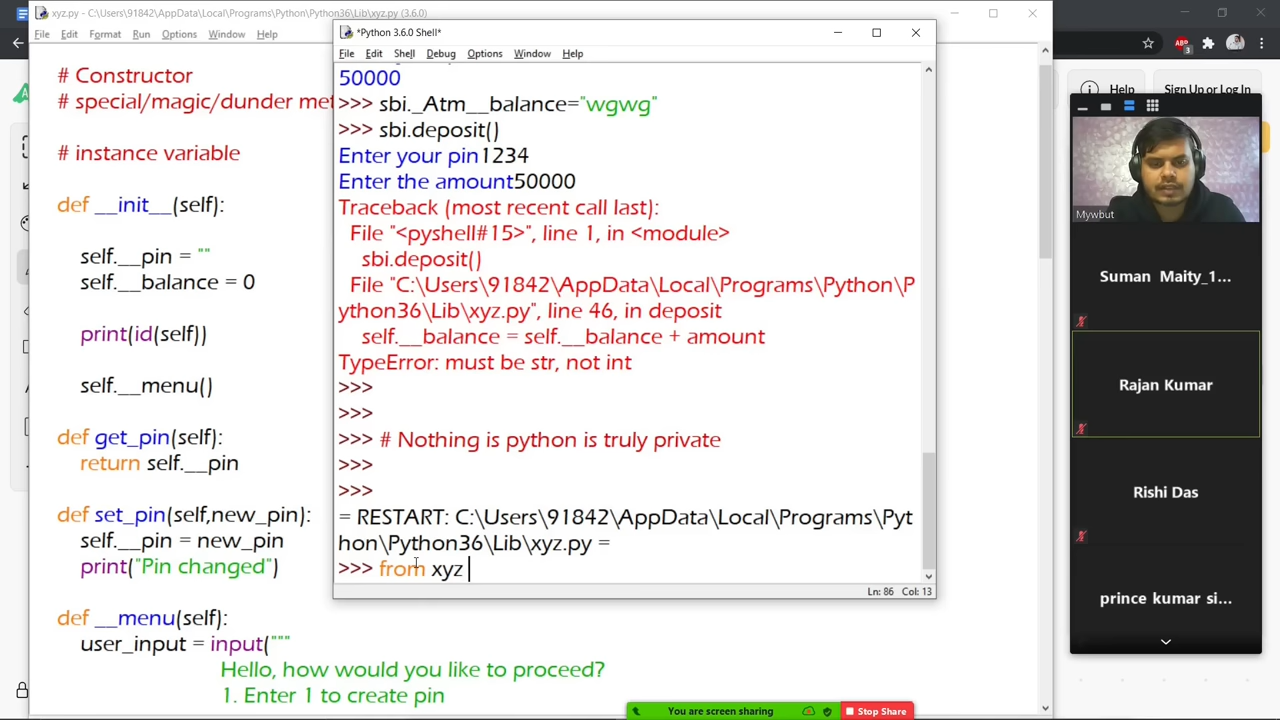 xyz.py - C:\Users\91842\AppData\Local\Programs\Python\Python36\Lib\xyz.py (3.6.0)
File Edit Format Run Options Window Help
# Constructor
# special/magic/dunder met
# instance variable
def __init__(self):
self.__pin = ""
self.__balance = 0
print(id(self))
self.__menu()
def get_pin(self):
return self.__pin
def set_pin(self,new_pin):
self.__pin = new_pin
print("Pin changed")
def __menu(self):
user_input = input("""
Hello, how would you like to proceed?
1. Enter 1 to create pin
*Python 3.6.0 Shell*
File Edit Shell Debug Options Window Help
50000
>>> sbi._Atm__balance="wgwg"
>>> sbi.deposit()
Enter your pin1234
Enter the amount50000
Traceback (most recent call last):
File "<pyshell#15>", line 1, in <module>
sbi.deposit()
File "C:\Users\91842\AppData\Local\Programs\Python\P
ython36\Lib\xyz.py", line 46, in deposit
self.__balance = self.__balance + amount
TypeError: must be str, not int
>>>
>>>
>>> # Nothing is python is truly private
>>>
>>>
= RESTART: C:\Users\91842\AppData\Local\Programs\Pyt
hon\Python36\Lib\xyz.py =
>>> from xyz
Ln: 86 Col: 13
3
Help Sign Up or Log In
Mywbut
Suman Maity_1...
Rajan Kumar
Rishi Das
prince kumar si...
You are screen sharing Stop Share